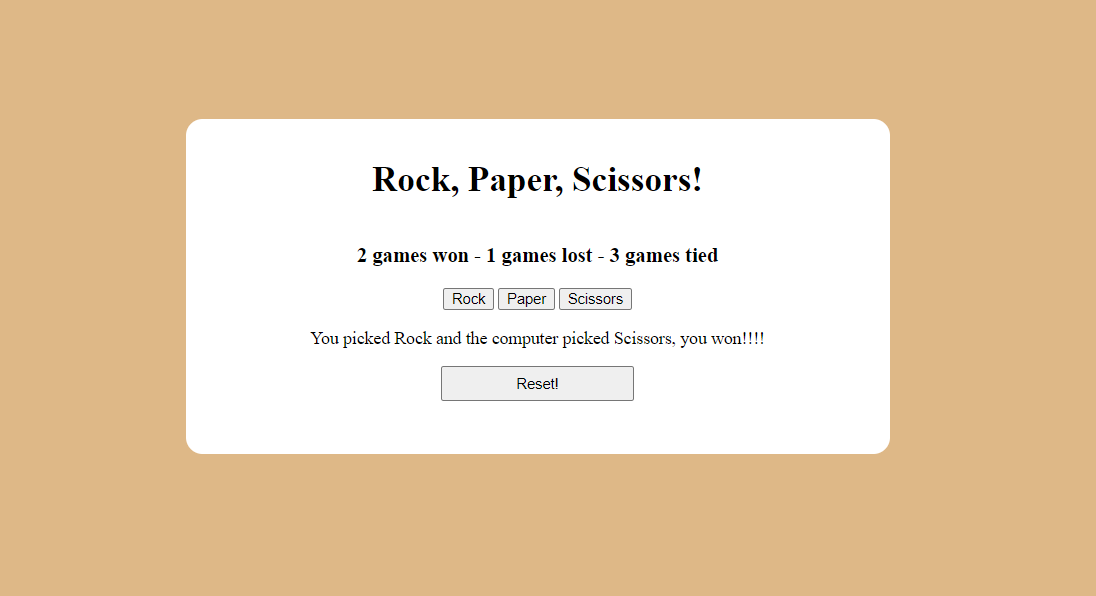 Rock, Paper, Scissors!
2 games won - 1 games lost - 3 games tied
Rock Paper Scissors
You picked Rock and the computer picked Scissors, you won!!!!
Reset!